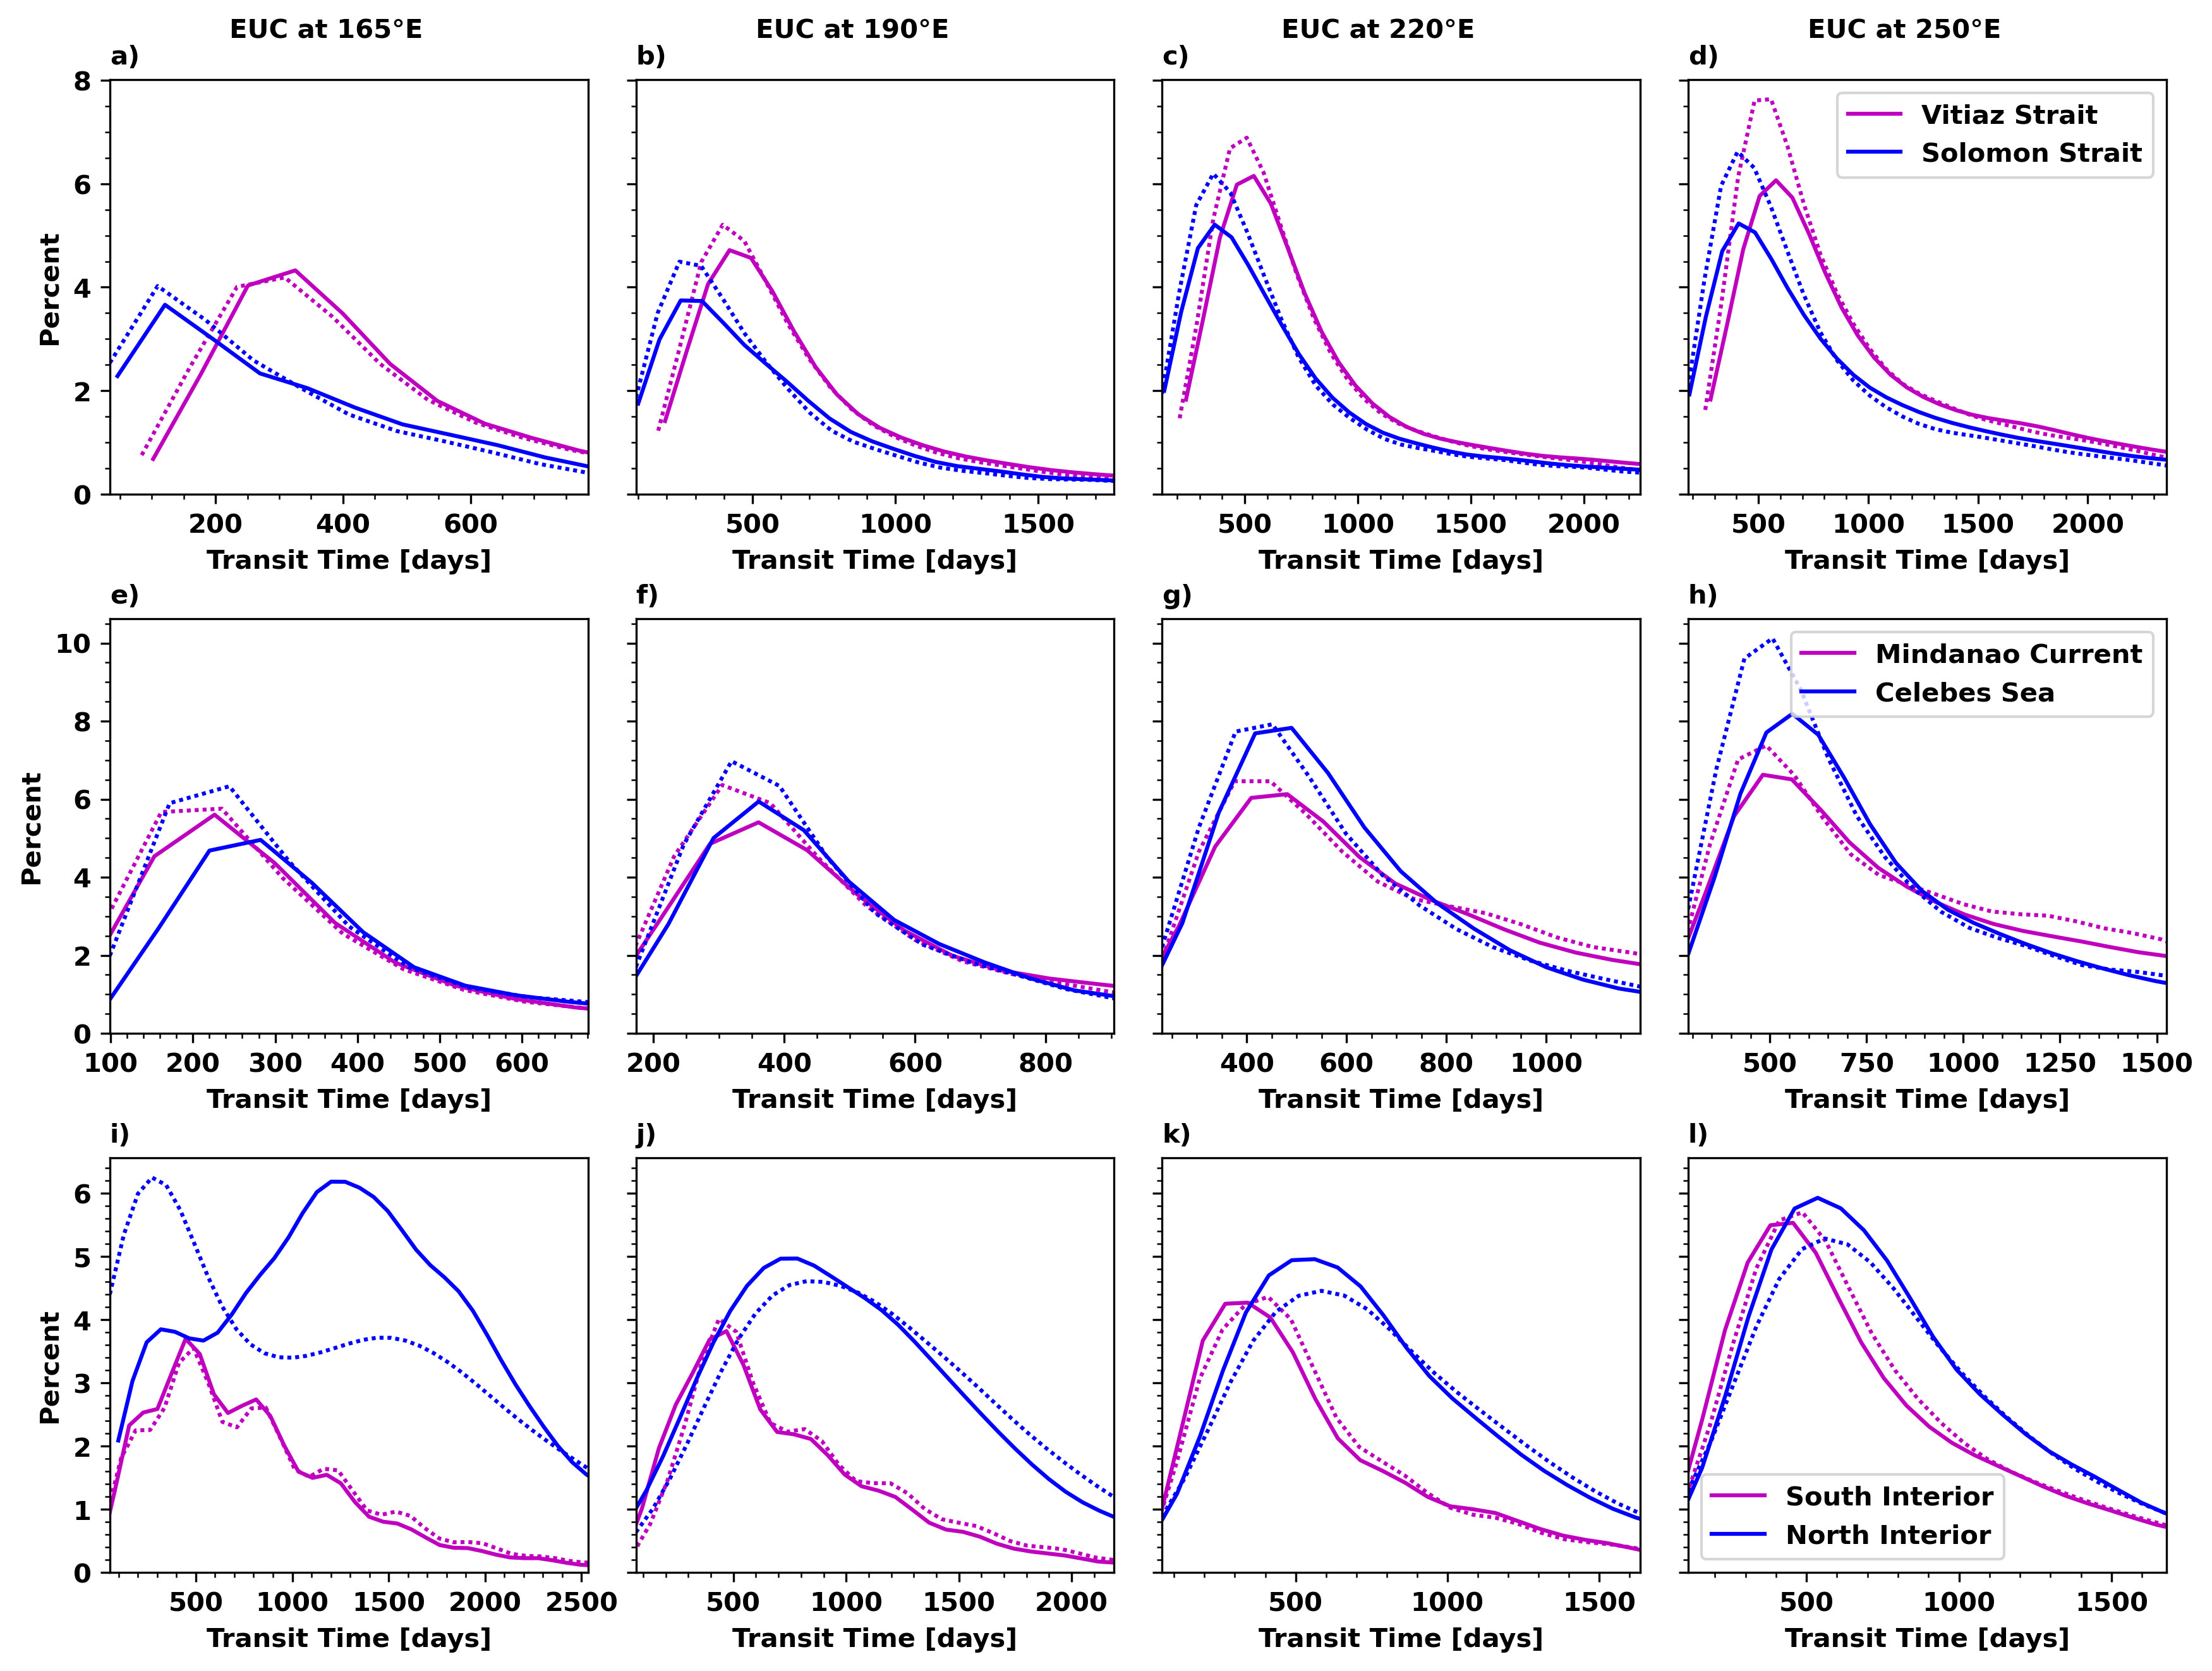 EUC at 165°E EUC at 190°E EUC at 220°E EUC at 250°E
a) b) c) d)
8
6
4
2
0
Percent
Vitiaz Strait
Solomon Strait
200 400 600 500 1000 1500 500 1000 1500 2000 500 1000 1500 2000
Transit Time [days] Transit Time [days] Transit Time [days] Transit Time [days]
e) f) g) h)
10
8
6
4
2
0
Percent
Mindanao Current
Celebes Sea
100 200 300 400 500 600 200 400 600 800 400 600 800 1000 500 750 1000 1250 1500
Transit Time [days] Transit Time [days] Transit Time [days] Transit Time [days]
i) j) k) l)
6
5
4
3
2
1
0
Percent
South Interior
North Interior
500 1000 1500 2000 2500 500 1000 1500 2000 500 1000 1500 500 1000 1500
Transit Time [days] Transit Time [days] Transit Time [days] Transit Time [days]